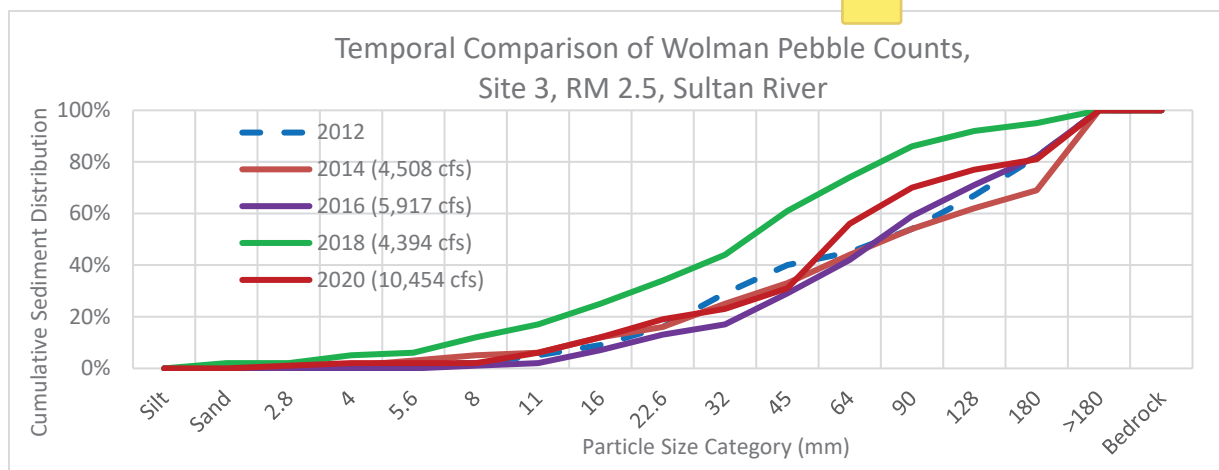 Temporal Comparison of Wolman Pebble Counts,
Site 3, RM 2.5, Sultan River
Cumulative Sediment Distribution
100%
80%
60%
40%
20%
0%
2012
2014 (4,508 cfs)
2016 (5,917 cfs)
2018 (4,394 cfs)
2020 (10,454 cfs)
Silt
Sand
2.8
4
5.6
8
11
16
22.6
32
45
64
90
128
180
>180
Bedrock
Particle Size Category (mm)